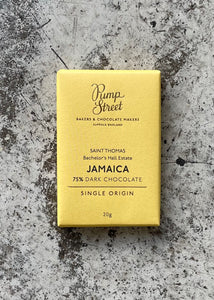 Pump
Street
BAKERS & CHOCOLATE MAKERS
SUFFOLK ENGLAND
SAINT THOMAS
Bachelor's Hall Estate
JAMAICA
75% DARK CHOCOLATE
SINGLE ORIGIN
20g